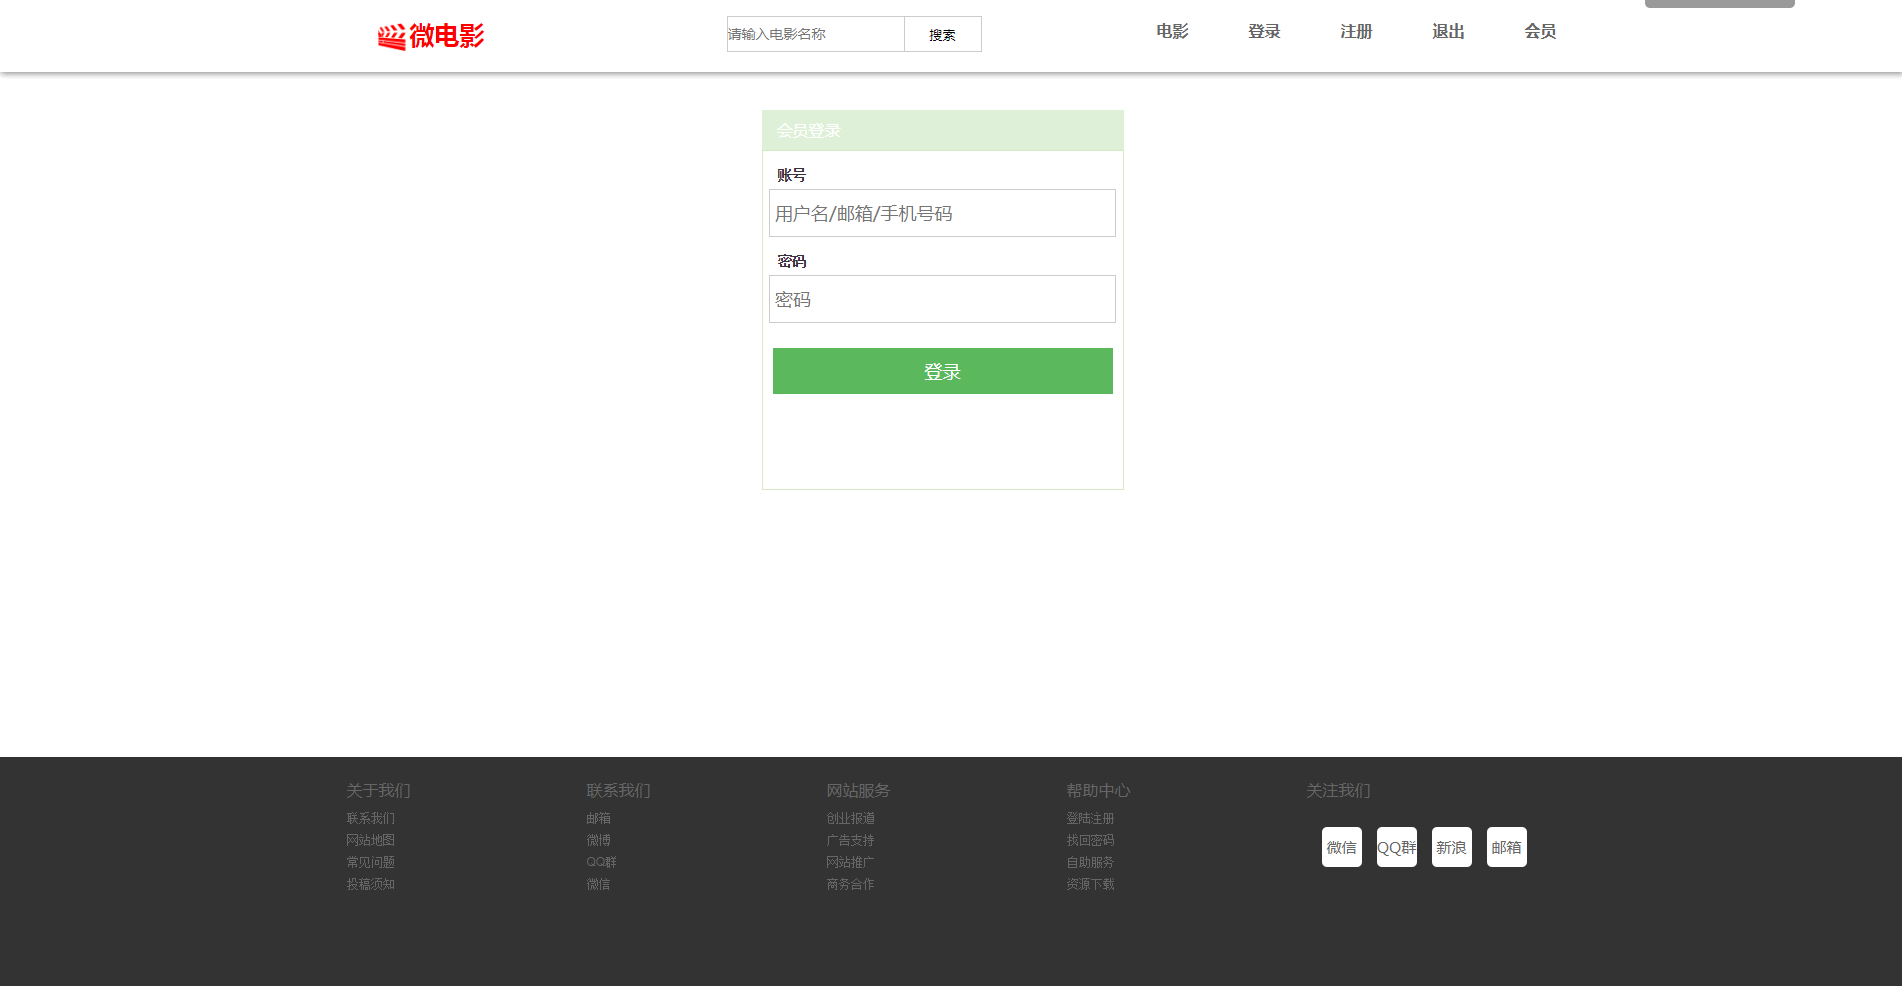 微电影
请输入电影名称
搜索
电影 登录 注册 退出 会员
会员登录
账号
用户名/邮箱/手机号码
密码
密码
登录
关于我们
联系我们
网站地图
常见问题
投稿须知
联系我们
邮箱
微博
QQ群
微信
网站服务
创业报道
广告支持
网站推广
商务合作
帮助中心
登陆注册
找回密码
自助服务
资源下载
关注我们
微信 QQ群 新浪 邮箱